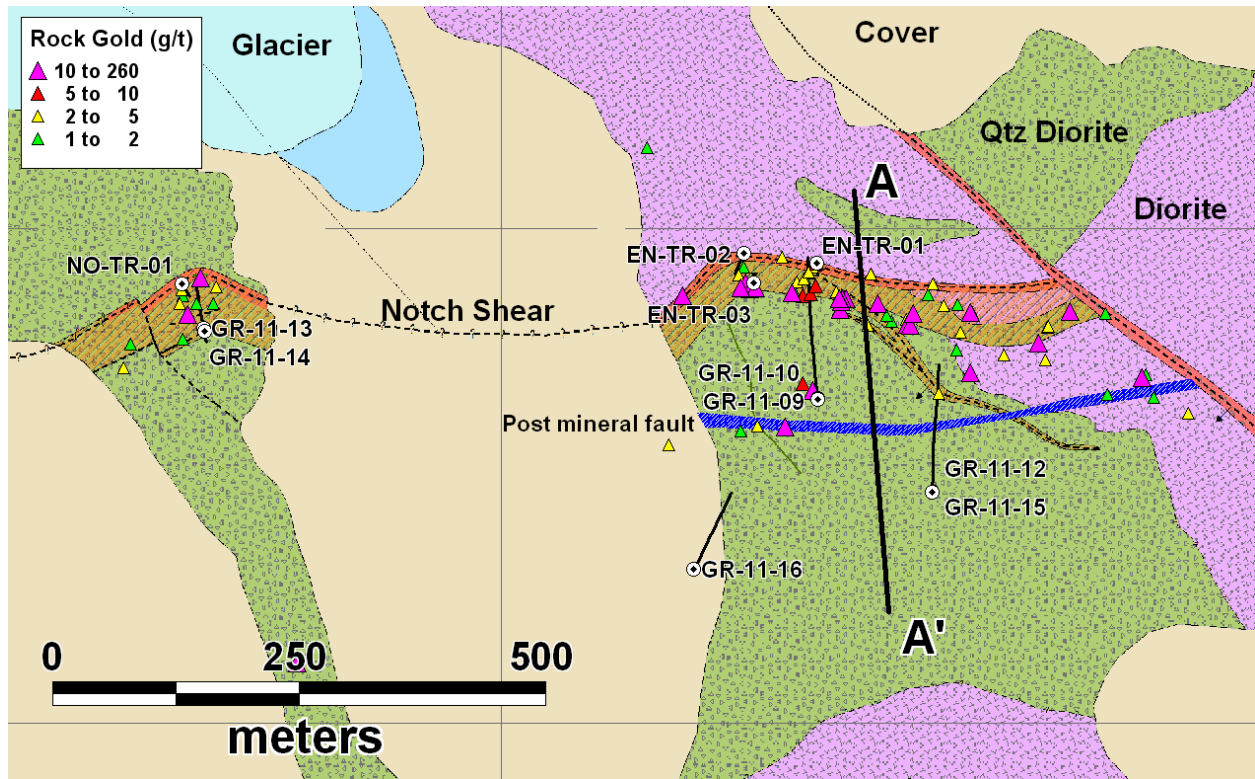 Rock Gold (g/t)
10 to 260
5 to 10
2 to 5
1 to 2
Glacier
Cover
Qtz Diorite
Diorite
A
NO-TR-01
EN-TR-02
EN-TR-01
Notch Shear
EN-TR-03
GR-11-13
GR-11-14
GR-11-10
GR-11-09
Post mineral fault
GR-11-12
GR-11-15
GR-11-16
A'
0 250 500
meters